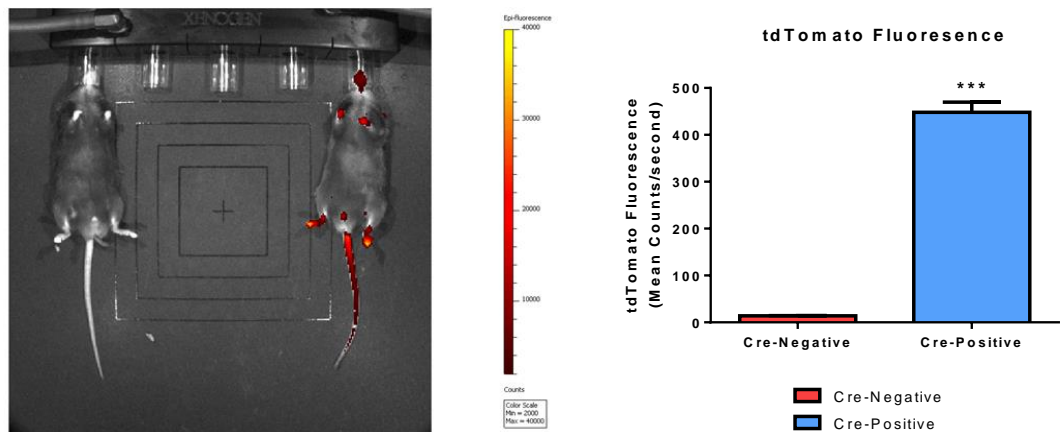 XENOGEN
Epi-fluorescence
40000
30000
20000
10000
Counts
Color Scale
Min = 2000
Max = 40000
tdTomato Fluoresence
***
tdTomato Fluorescence
(Mean Counts/second)
500
400
300
200
100
0
Cre-Negative
Cre-Positive
Cre-Negative
Cre-Positive